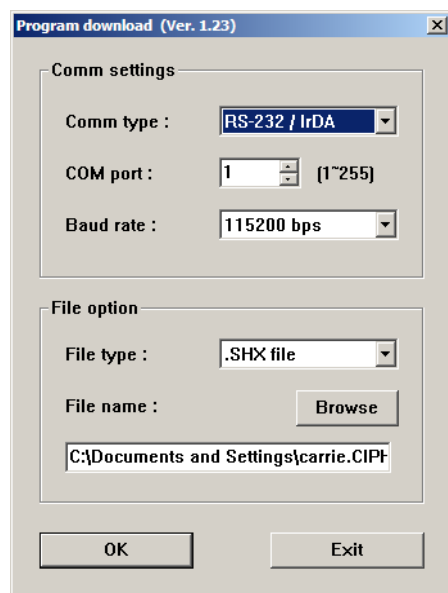 Program download (Ver. 1.23)
Comm settings
Comm type : RS-232 / IrDA
COM port : 1 (1~255)
Baud rate : 115200 bps
File option
File type : .SHX file
File name : Browse
C:\Documents and Settings\carrie.CIPH
OK Exit